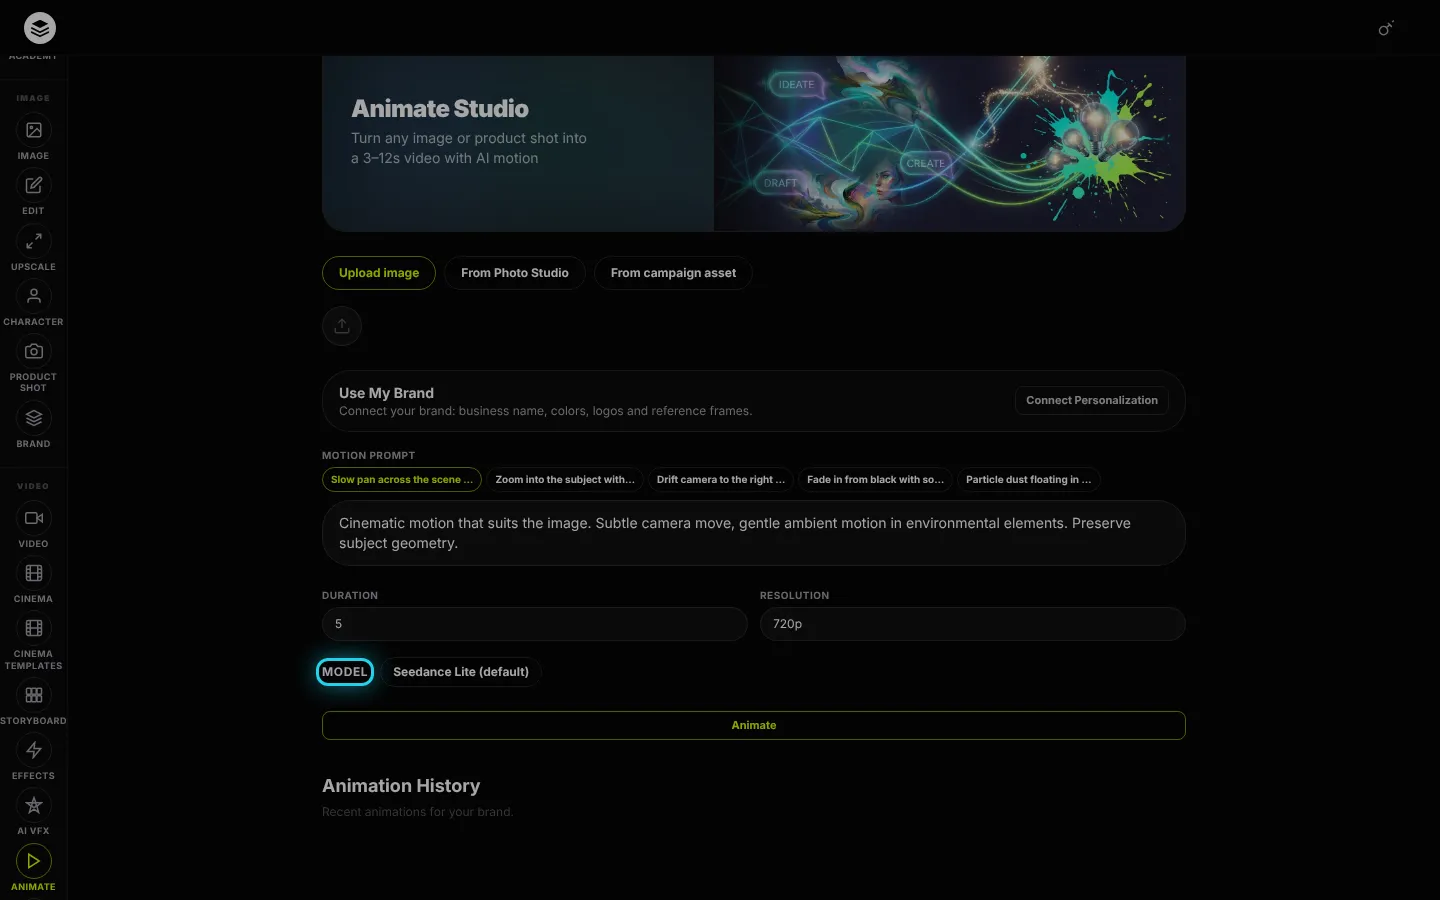 ACADEMY
IMAGE
IMAGE
EDIT
UPSCALE
CHARACTER
PRODUCT
SHOT
BRAND
VIDEO
VIDEO
CINEMA
CINEMA
TEMPLATES
STORYBOARD
EFFECTS
AI VFX
ANIMATE
Animate Studio
Turn any image or product shot into
a 3–12s video with AI motion
IDEATE
CREATE
DRAFT
Upload image
From Photo Studio
From campaign asset
Use My Brand
Connect your brand: business name, colors, logos and reference frames.
Connect Personalization
MOTION PROMPT
Slow pan across the scene ...
Zoom into the subject with...
Drift camera to the right ...
Fade in from black with so...
Particle dust floating in ...
Cinematic motion that suits the image. Subtle camera move, gentle ambient motion in environmental elements. Preserve
subject geometry.
DURATION
RESOLUTION
5
720p
MODEL
Seedance Lite (default)
Animate
Animation History
Recent animations for your brand.